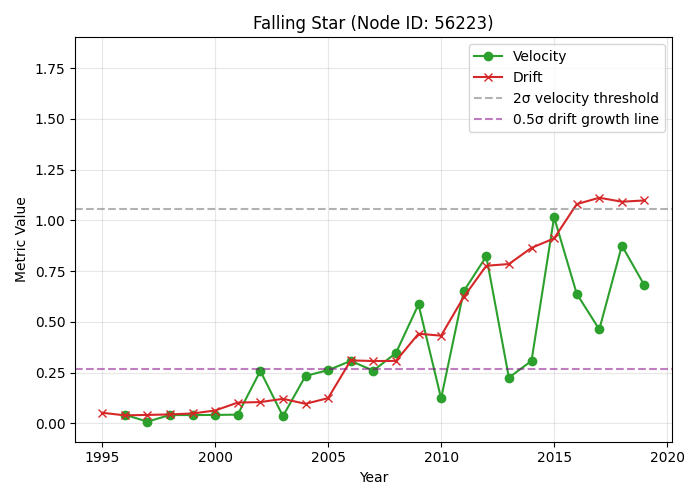 Falling Star (Node ID: 56223)
Velocity
Drift
2σ velocity threshold
0.5σ drift growth line
Metric Value
1.75
1.50
1.25
1.00
0.75
0.50
0.25
0.00
1995
2000
2005
2010
2015
2020
Year